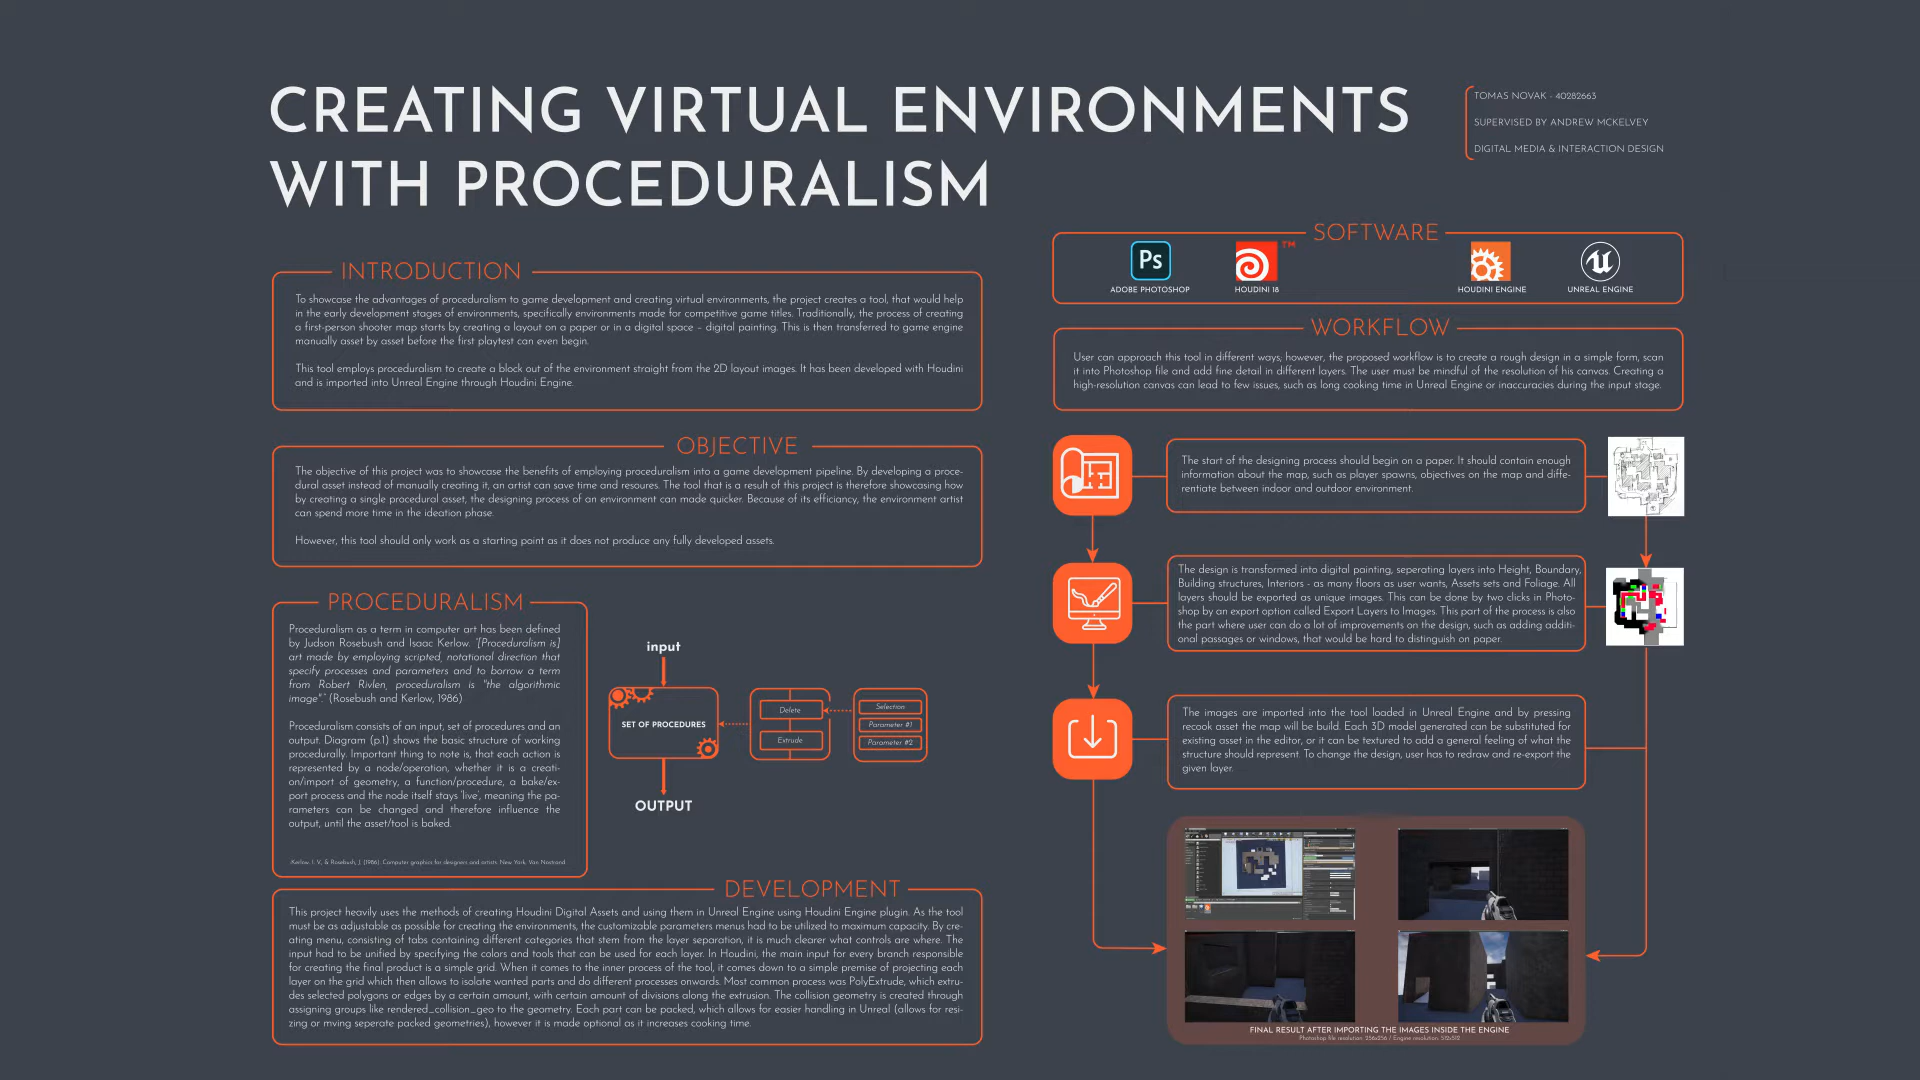 CREATING VIRTUAL ENVIRONMENTS
WITH PROCEDURALISM
TOMAS NOVAK - 40282663
SUPERVISED BY ANDREW MCKELVEY
DIGITAL MEDIA & INTERACTION DESIGN
INTRODUCTION
To showcase the advantages of proceduralism to game development and creating virtual environments, the project creates a tool, that would help
in the early development stages of environments, specifically environments made for competitive game titles. Traditionally, the process of creating
a first-person shooter map starts by creating a layout on a paper or in a digital space – digital painting. This is then transferred to game engine
manually asset by asset before the first playtest can even begin.
This tool employs proceduralism to create a block out of the environment straight from the 2D layout images. It has been developed with Houdini
and is imported into Unreal Engine through Houdini Engine.
OBJECTIVE
The objective of this project was to showcase the benefits of employing proceduralism into a game development pipeline. By developing a proce-
dural asset instead of manually creating it, an artist can save time and resoures. The tool that is a result of this project is therefore showcasing how
by creating a single procedural asset, the designing process of an environment can made quicker. Because of its efficiancy, the environment artist
can spend more time in the ideation phase.
However, this tool should only work as a starting point as it does not produce any fully developed assets.
PROCEDURALISM
Proceduralism as a term in computer art has been defined
by Judson Rosebush and Isaac Kerlow. '[Proceduralism is]
art made by employing scripted, notational direction that
specify processes and parameters and to borrow a term
from Robert Rivlen, proceduralism is "the algorithmic
image".' (Rosebush and Kerlow, 1986)
Proceduralism consists of an input, set of procedures and an
output. Diagram (p.1) shows the basic structure of working
procedurally. Important thing to note is, that each action is
represented by a node/operation, whether it is a creati-
on/import of geometry, a function/procedure, a bake/ex-
port process and the node itself stays 'live', meaning the pa-
rameters can be changed and therefore influence the
output, until the asset/tool is baked.
Kerlow, I. V., & Rosebush, J. (1986). Computer graphics for designers and artists. New York: Van Nostrand
input
SET OF PROCEDURES
Delete
Extrude
Selection
Parameter #1
Parameter #2
OUTPUT
DEVELOPMENT
This project heavily uses the methods of creating Houdini Digital Assets and using them in Unreal Engine using Houdini Engine plugin. As the tool
must be as adjustable as possible for creating the environments, the customizable parameters menus had to be utilized to maximum capacity. By cre-
ating menu, consisting of tabs containing different categories that stem from the layer separation, it is much clearer what controls are where. The
input had to be unified by specifying the colors and tools that can be used for each layer. In Houdini, the main input for every branch responsible
for creating the final product is a simple grid. When it comes to the inner process of the tool, it comes down to a simple premise of projecting each
layer on the grid which then allows to isolate wanted parts and do different processes onwards. Most common process was PolyExtrude, which extru-
des selected polygons or edges by a certain amount, with certain amount of divisions along the extrusion. The collision geometry is created through
assigning groups like rendered_collision_geo to the geometry. Each part can be packed, which allows for easier handling in Unreal (allows for resi-
zing or mving seperate packed geometries), however it is made optional as it increases cooking time.
SOFTWARE
Ps
TM
ADOBE PHOTOSHOP
HOUDINI 18
HOUDINI ENGINE
UNREAL ENGINE
WORKFLOW
User can approach this tool in different ways; however, the proposed workflow is to create a rough design in a simple form, scan
it into Photoshop file and add fine detail in different layers. The user must be mindful of the resolution of his canvas. Creating a
high-resolution canvas can lead to few issues, such as long cooking time in Unreal Engine or inaccuracies during the input stage.
The start of the designing process should begin on a paper. It should contain enough
information about the map, such as player spawns, objectives on the map and diffe-
rentiate between indoor and outdoor environment.
The design is transformed into digital painting, seperating layers into Height, Boundary,
Building structures, Interiors - as many floors as user wants, Assets sets and Foliage. All
layers should be exported as unique images. This can be done by two clicks in Photo-
shop by an export option called Export Layers to Images. This part of the process is also
the part where user can do a lot of improvements on the design, such as adding additi-
onal passages or windows, that would be hard to distinguish on paper.
The images are imported into the tool loaded in Unreal Engine and by pressing
recook asset the map will be build. Each 3D model generated can be substituted for
existing asset in the editor, or it can be textured to add a general feeling of what the
structure should represent. To change the design, user has to redraw and re-export the
given layer.
FINAL RESULT AFTER IMPORTING THE IMAGES INSIDE THE ENGINE
Photoshop file resolution: 256x256 / Engine resolution: 512x512